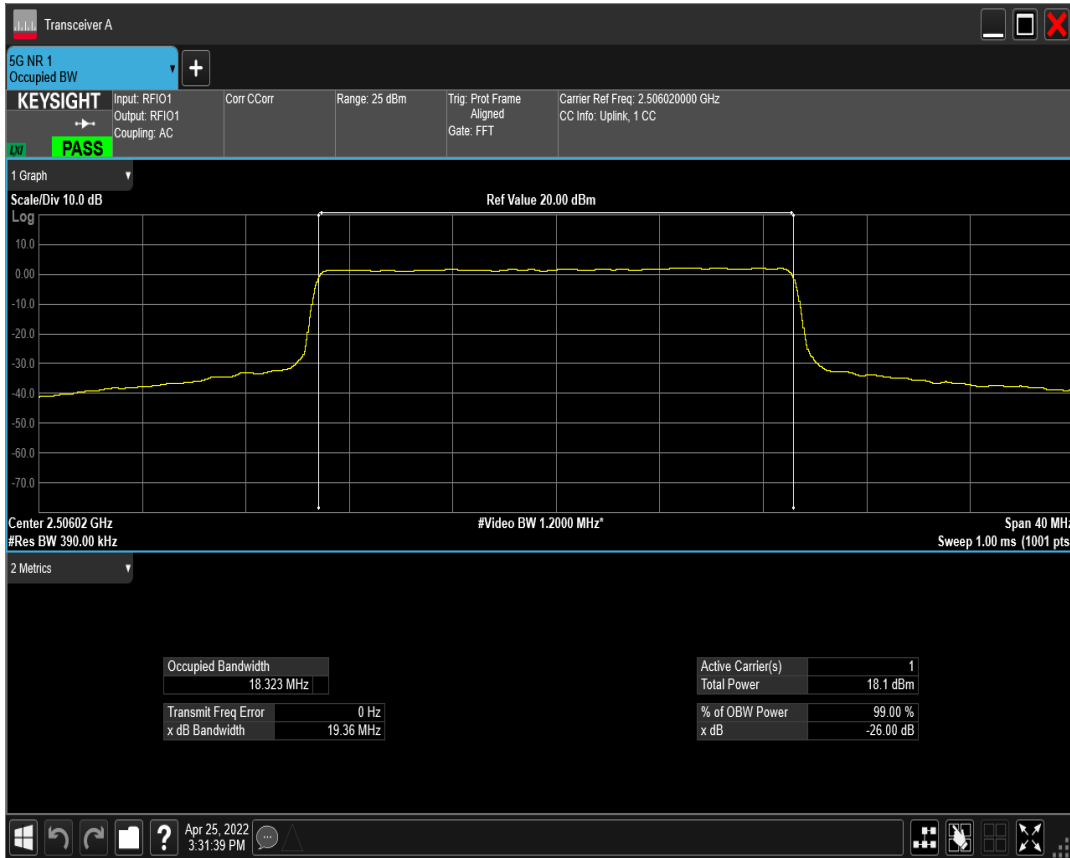 Transceiver A
5G NR 1
Occupied BW
+
KEYSIGHT
Input: RFIO1
Output: RFIO1
Coupling: AC
Corr CCorr
Range: 25 dBm
Trig: Prot Frame
Aligned
Gate: FFT
Carrier Ref Freq: 2.506020000 GHz
CC Info: Uplink, 1 CC
LXI
PASS
1 Graph
Scale/Div 10.0 dB
Ref Value 20.00 dBm
Log
10.0
0.00
-10.0
-20.0
-30.0
-40.0
-50.0
-60.0
-70.0
Center 2.50602 GHz
#Video BW 1.2000 MHz*
Span 40 MHz
#Res BW 390.00 kHz
Sweep 1.00 ms (1001 pts
2 Metrics
Occupied Bandwidth
18.323 MHz
Transmit Freq Error 0 Hz
x dB Bandwidth 19.36 MHz
Active Carrier(s) 1
Total Power 18.1 dBm
% of OBW Power 99.00 %
x dB -26.00 dB
?
Apr 25, 2022
3:31:39 PM